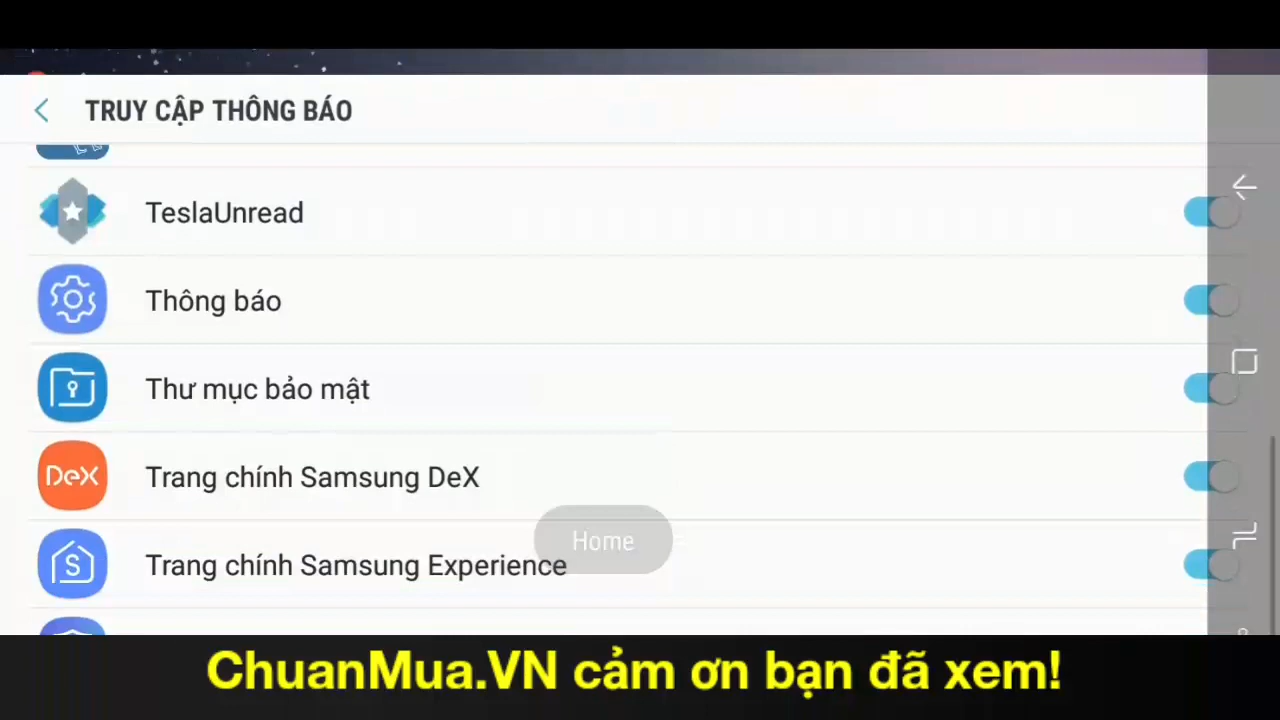 TRUY CẬP THÔNG BÁO
TeslaUnread
Thông báo
Thư mục bảo mật
DeX
Trang chính Samsung DeX
Home
S
Trang chính Samsung Experience
ChuanMua.VN cảm ơn bạn đã xem!